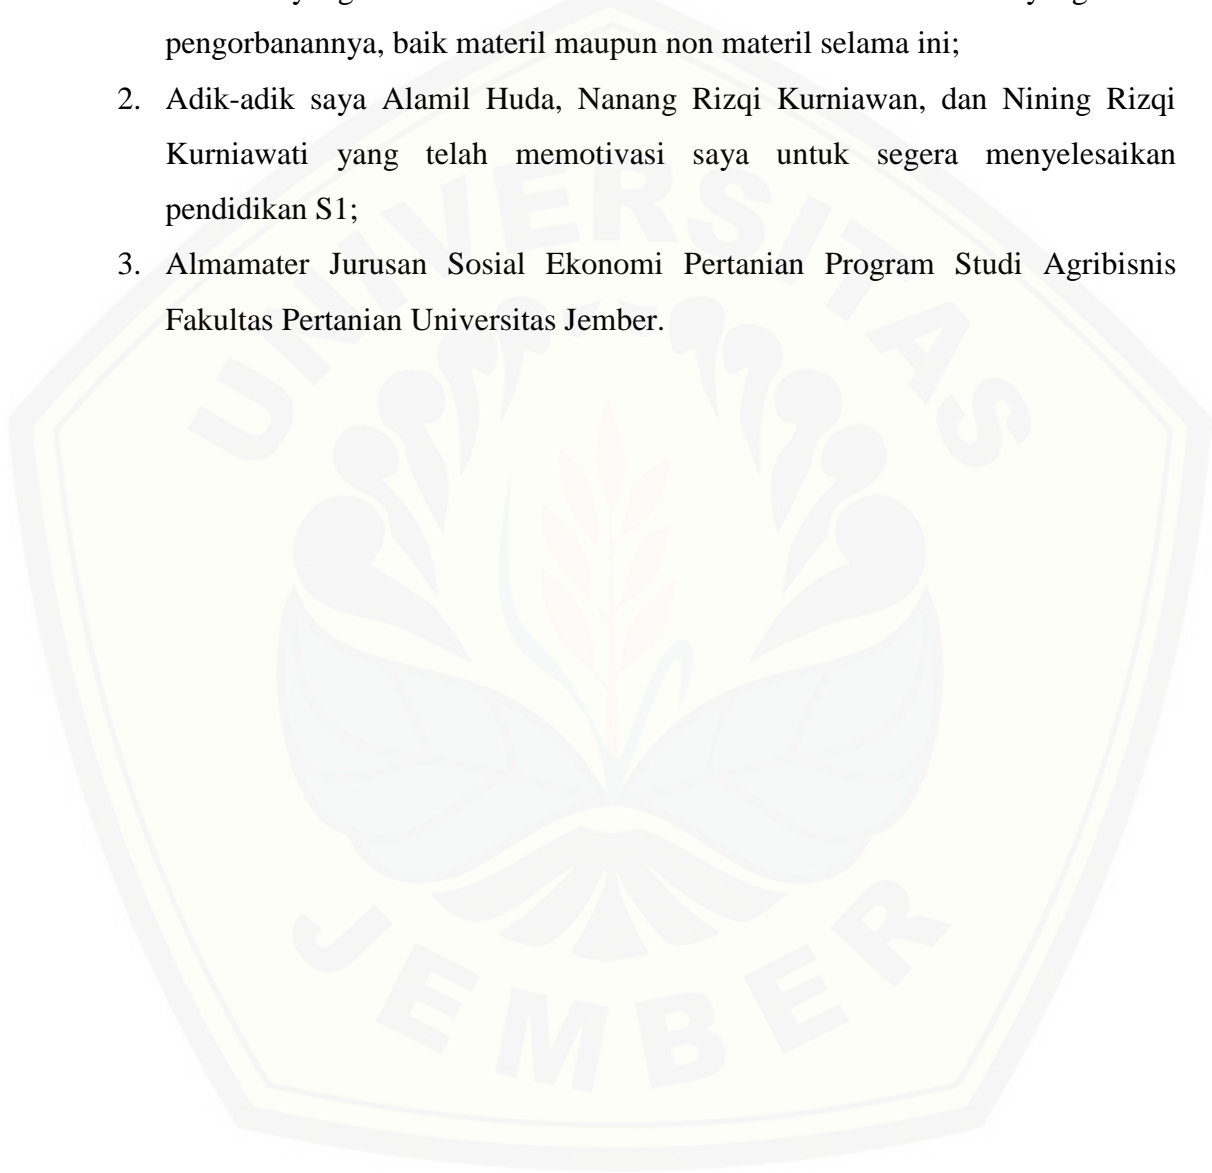 pengorbanannya, baik materil maupun non materil selama ini;
2. Adik-adik saya Alamil Huda, Nanang Rizqi Kurniawan, dan Nining Rizqi
Kurniawati yang telah memotivasi saya untuk segera menyelesaikan
pendidikan S1;
3. Almamater Jurusan Sosial Ekonomi Pertanian Program Studi Agribisnis
Fakultas Pertanian Universitas Jember.
UNIVERSITAS
JEMBER